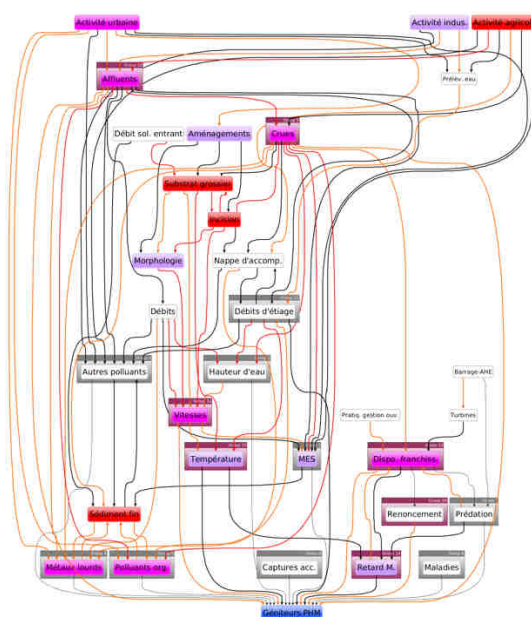 Activité urbaine
Activité indus.
Activité agricol
Affluents
Prélev. eau
Débit sol. entrant
Aménagements
Crues
Substrat grossier
Incision
Morphologie
Nappe d'accomp.
Débits
Débits d'étiage
Autres polluants
Hauteur d'eau
Barrage-AHE
Vitesses
Pratiq. gestion ouv
Turbines
Température
MES
Dispo. franchiss.
Sédiment fin
Renoncement
Prédation
Métaux lourds
Polluants org.
Captures acc.
Retard M.
Maladies
Géniteurs PHM